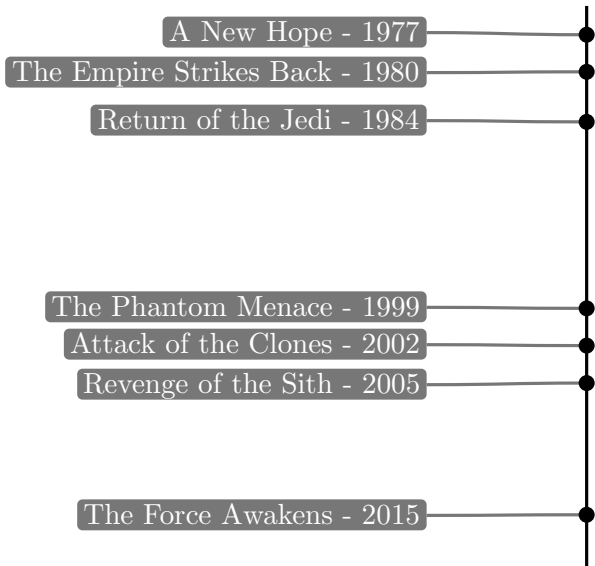 A New Hope - 1977
The Empire Strikes Back - 1980
Return of the Jedi - 1984
The Phantom Menace - 1999
Attack of the Clones - 2002
Revenge of the Sith - 2005
The Force Awakens - 2015